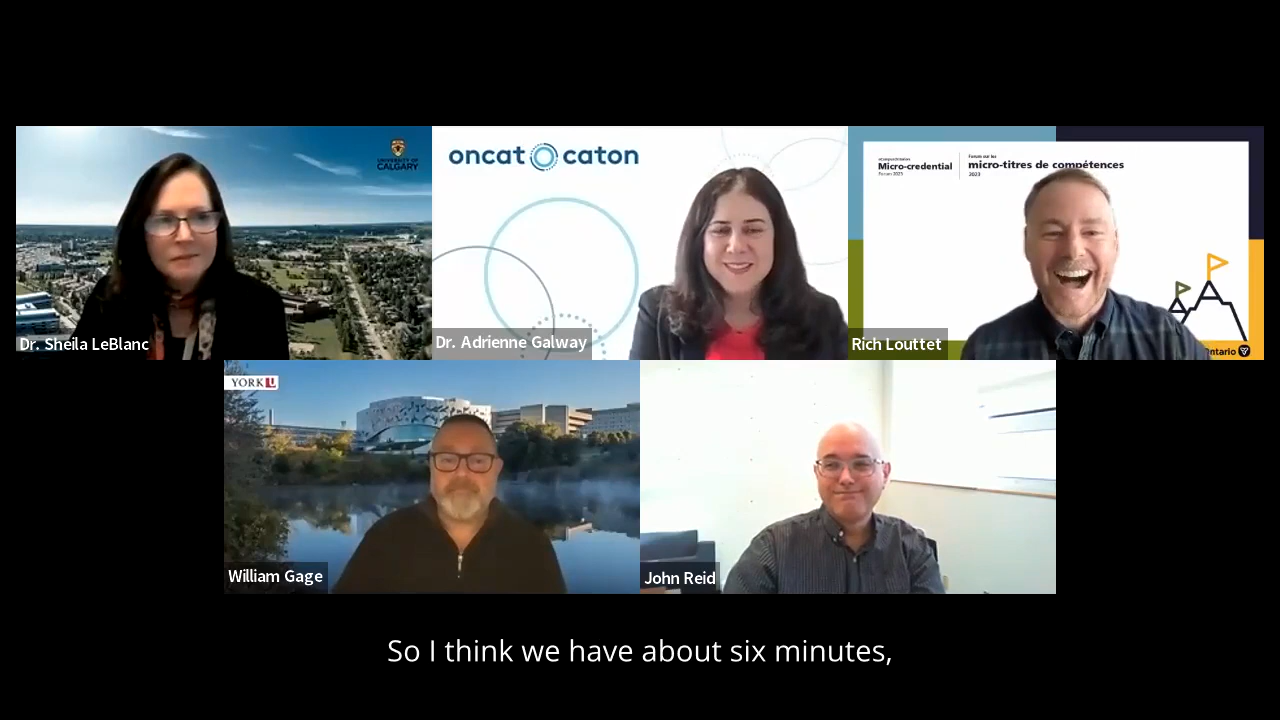 UNIVERSITY OF
CALGARY
Dr. Sheila LeBlanc
oncat caton
Dr. Adrienne Galway
Micro-credential
Forum 2023
Forum sur les
micro-titres de compétences
2023
Ontario
Rich Louttet
YORK U
William Gage
John Reid
So I think we have about six minutes,